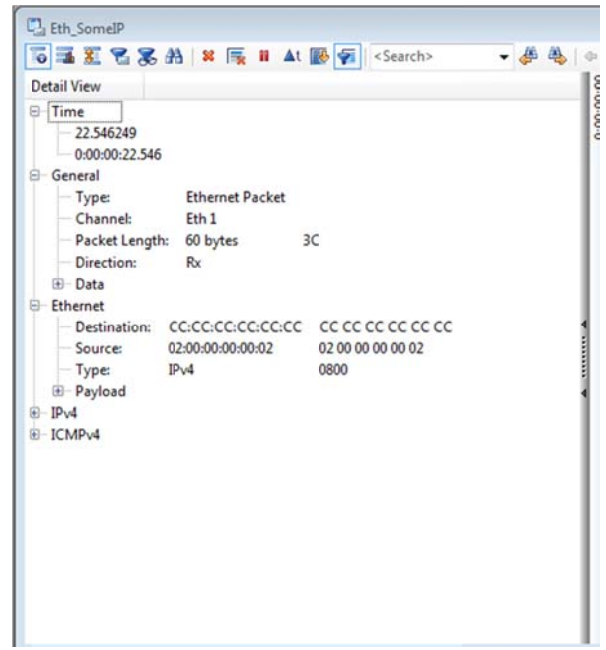 Eth_SomeIP
<Search>
Detail View
Time
22.546249
0:00:00:22.546
General
Type: Ethernet Packet
Channel: Eth 1
Packet Length: 60 bytes 3C
Direction: Rx
Data
Ethernet
Destination: CC:CC:CC:CC:CC:CC CC CC CC CC CC CC
Source: 02:00:00:00:00:02 02 00 00 00 00 02
Type: IPv4 0800
Payload
IPv4
ICMPv4